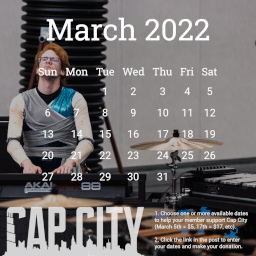 March 2022
Sun Mon Tue Wed Thu Fri Sat
1 2 3 4 5
6 7 8 9 10 11 12
13 14 15 16 17 18 19
20 21 22 23 24 25 26
27 28 29 30 31
AKAI 88
CAP CITY
1. Choose one or more available dates
to help your member support Cap City
(March 5th = $5, 17th = $17, etc).
2. Click the link in the post to enter
your dates and make your donation.